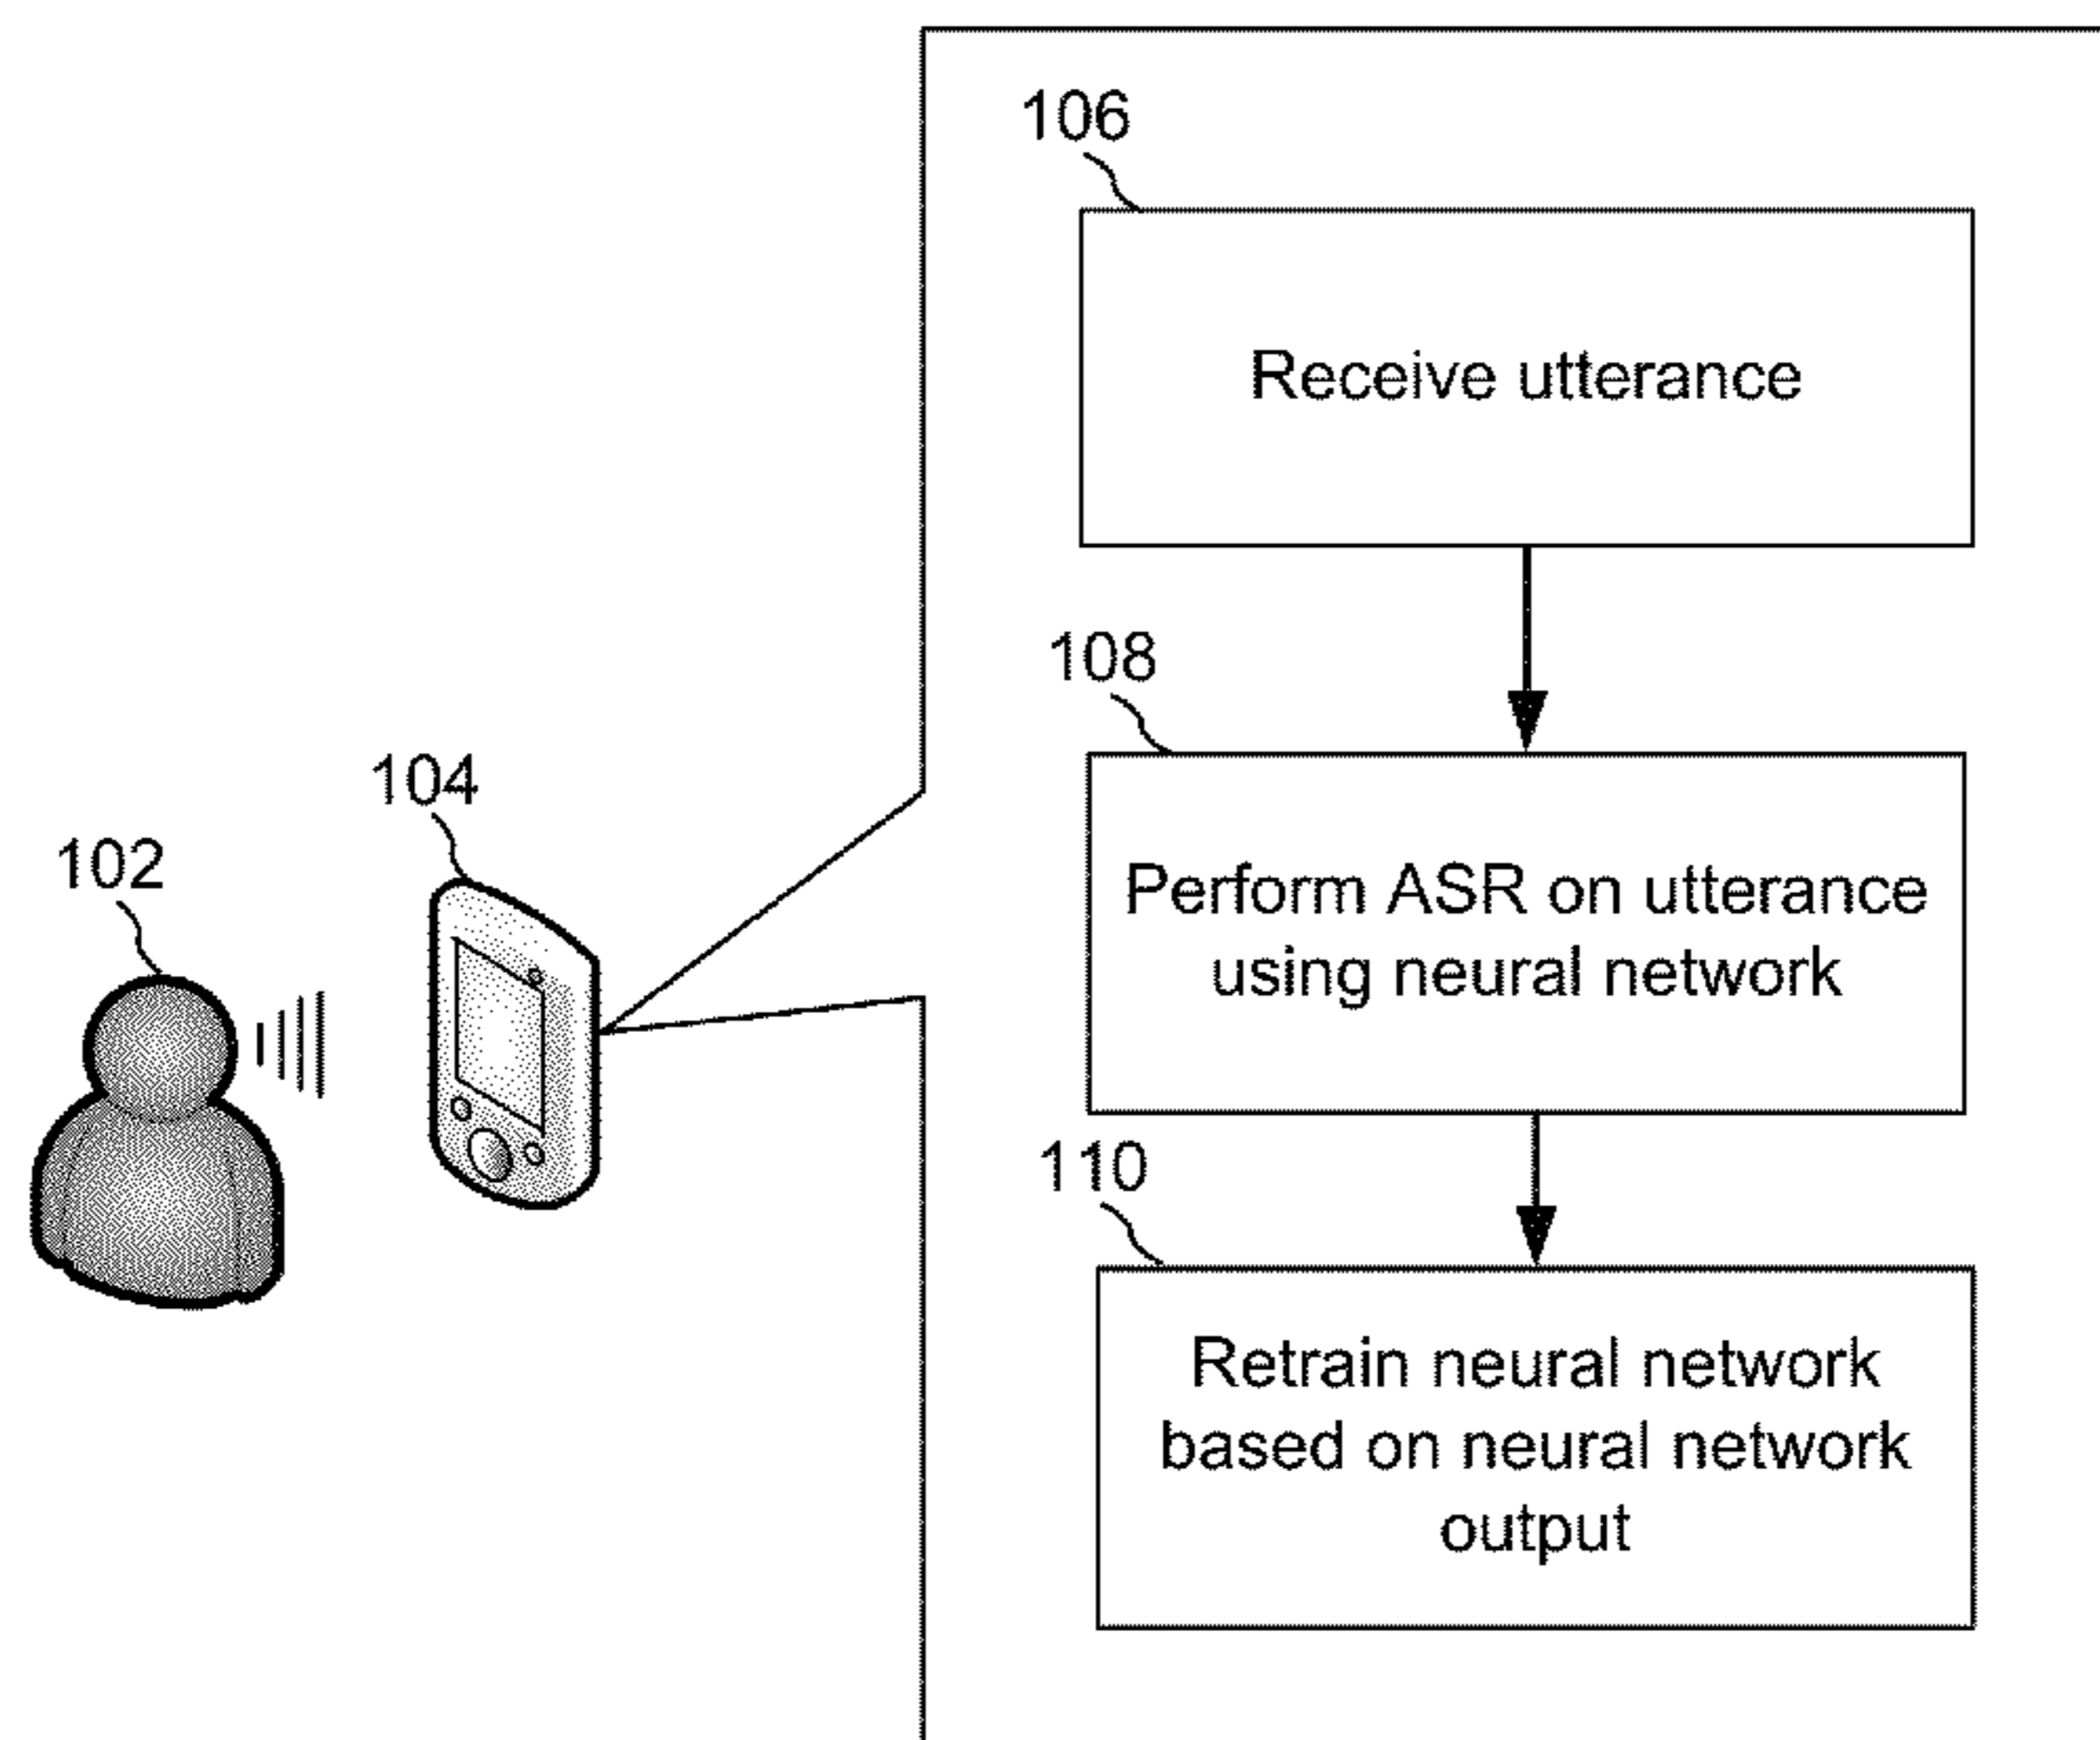 106
Receive utterance
108
Perform ASR on utterance
using neural network
104
102
110
Retrain neural network
based on neural network
output